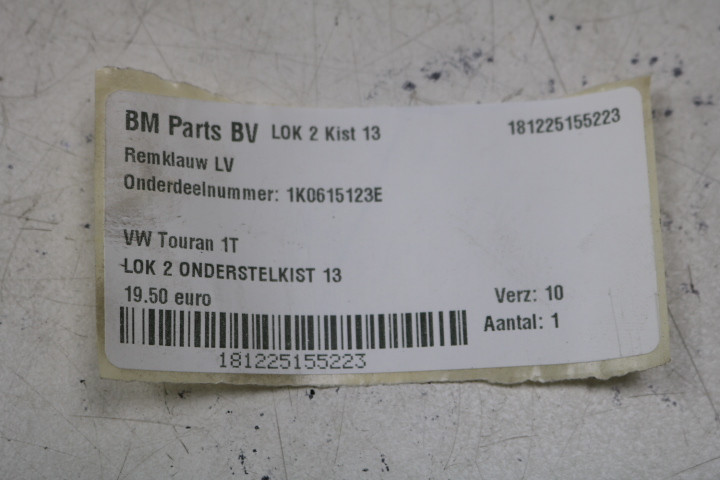 BM Parts BV LOK 2 Kist 13 181225155223
Remklauw LV
Onderdeelnummer: 1K0615123E
VW Touran 1T
LOK 2 ONDERSTELKIST 13
19.50 euro Verz: 10
Aantal: 1
181225155223